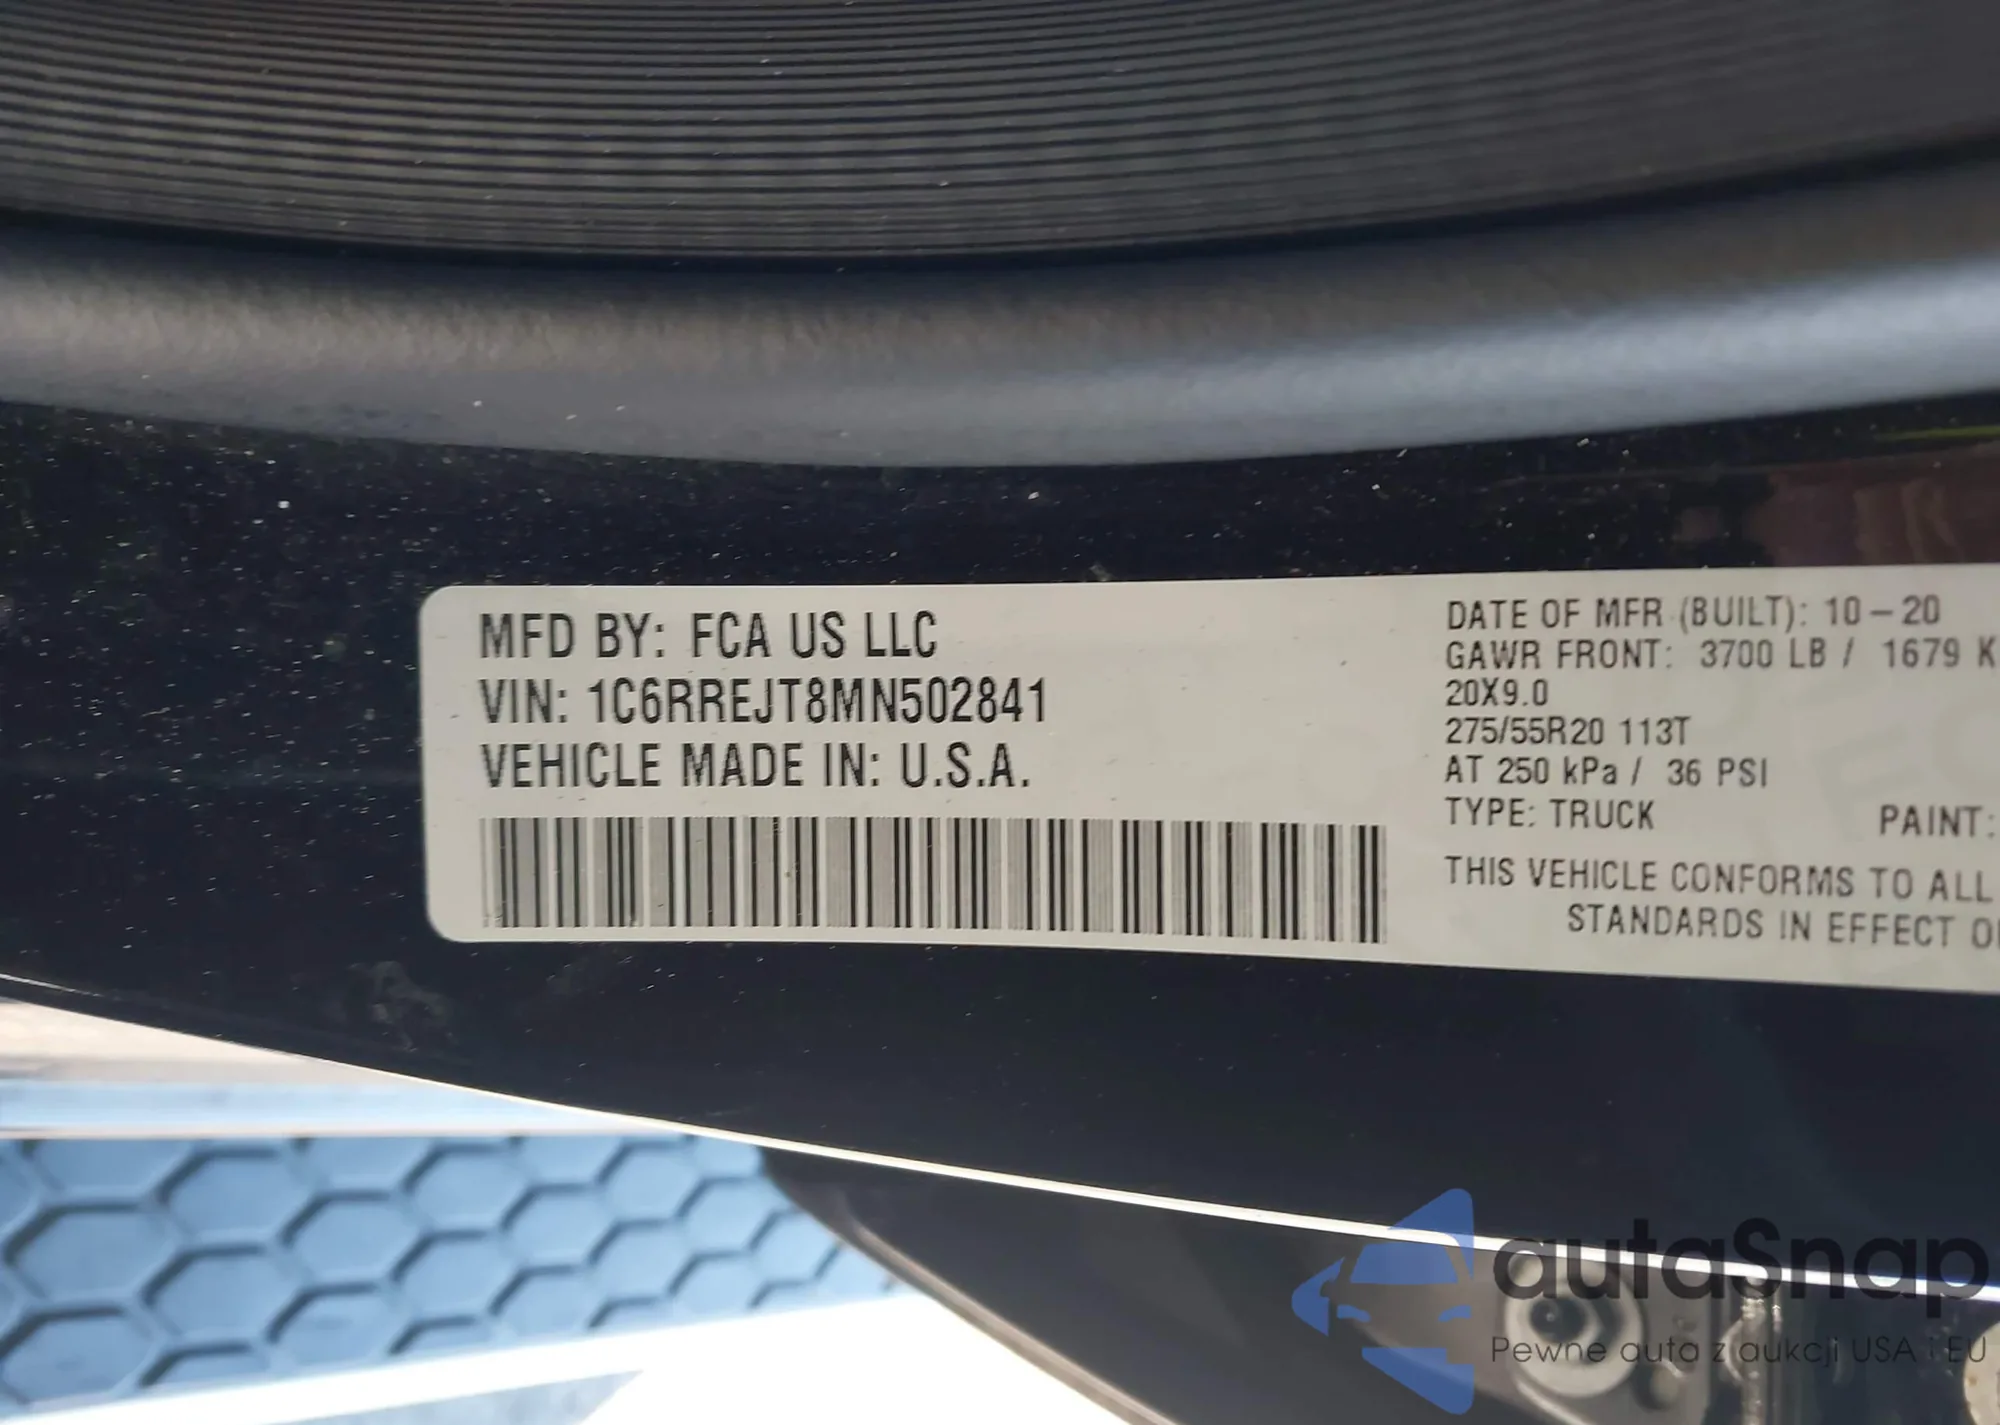 MFD BY: FCA US LLC
VIN: 1C6RREJT8MN502841
VEHICLE MADE IN: U.S.A.
DATE OF MFR (BUILT): 10-20
GAWR FRONT: 3700 LB / 1679 K
20X9.0
275/55R20 113T
AT 250 kPa / 36 PSI
TYPE: TRUCK PAINT:
THIS VEHICLE CONFORMS TO ALL
STANDARDS IN EFFECT O
autaSnap
Pewne auta z aukcji USA i EU